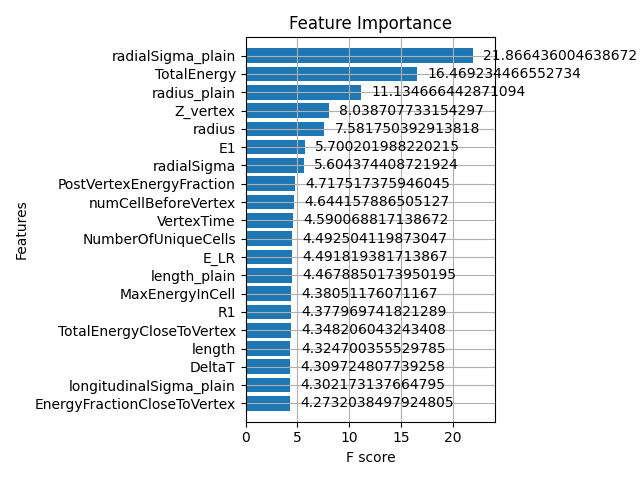 Feature Importance
radialSigma_plain 21.866436004638672
TotalEnergy 16.469234466552734
radius_plain 11.134666442871094
Z_vertex 8.038707733154297
radius 7.581750392913818
E1 5.700201988220215
radialSigma 5.604374408721924
PostVertexEnergyFraction 4.717517375946045
numCellBeforeVertex 4.644157886505127
VertexTime 4.590068817138672
NumberOfUniqueCells 4.492504119873047
E_LR 4.491819381713867
length_plain 4.4678850173950195
MaxEnergyInCell 4.38051176071167
R1 4.377969741821289
TotalEnergyCloseToVertex 4.348206043243408
length 4.324700355529785
DeltaT 4.309724807739258
longitudinalSigma_plain 4.302173137664795
EnergyFractionCloseToVertex 4.2732038497924805
Features
0 5 10 15 20
F score